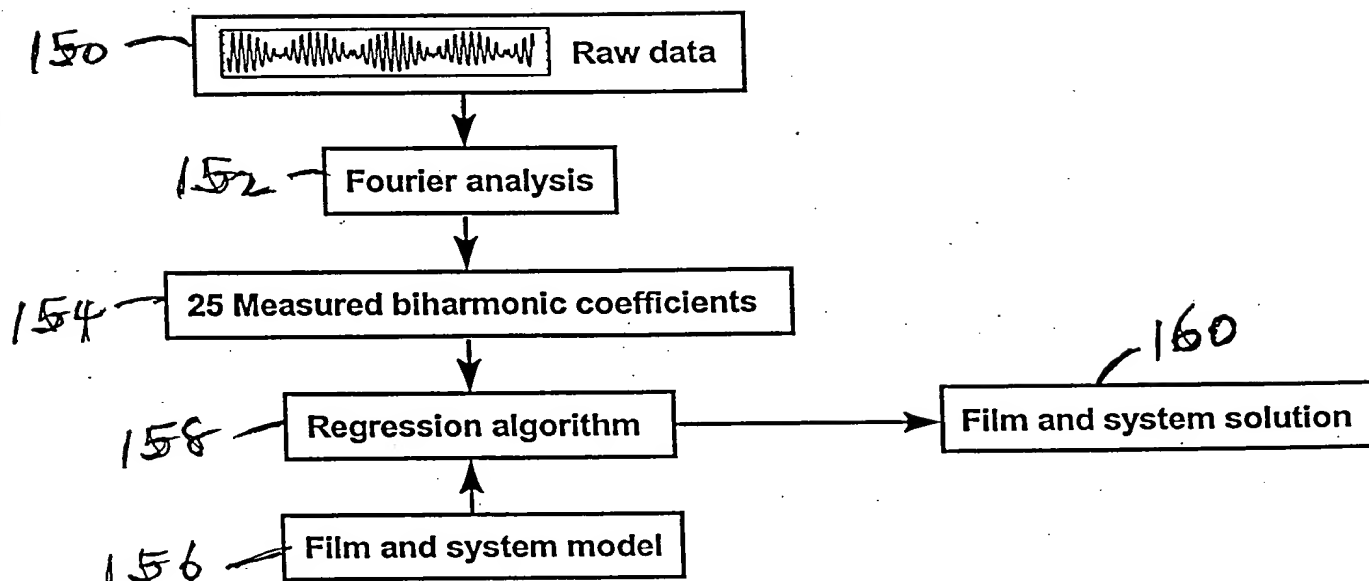 150 Raw data
152 Fourier analysis
154 25 Measured biharmonic coefficients
160
158 Regression algorithm Film and system solution
156 Film and system model